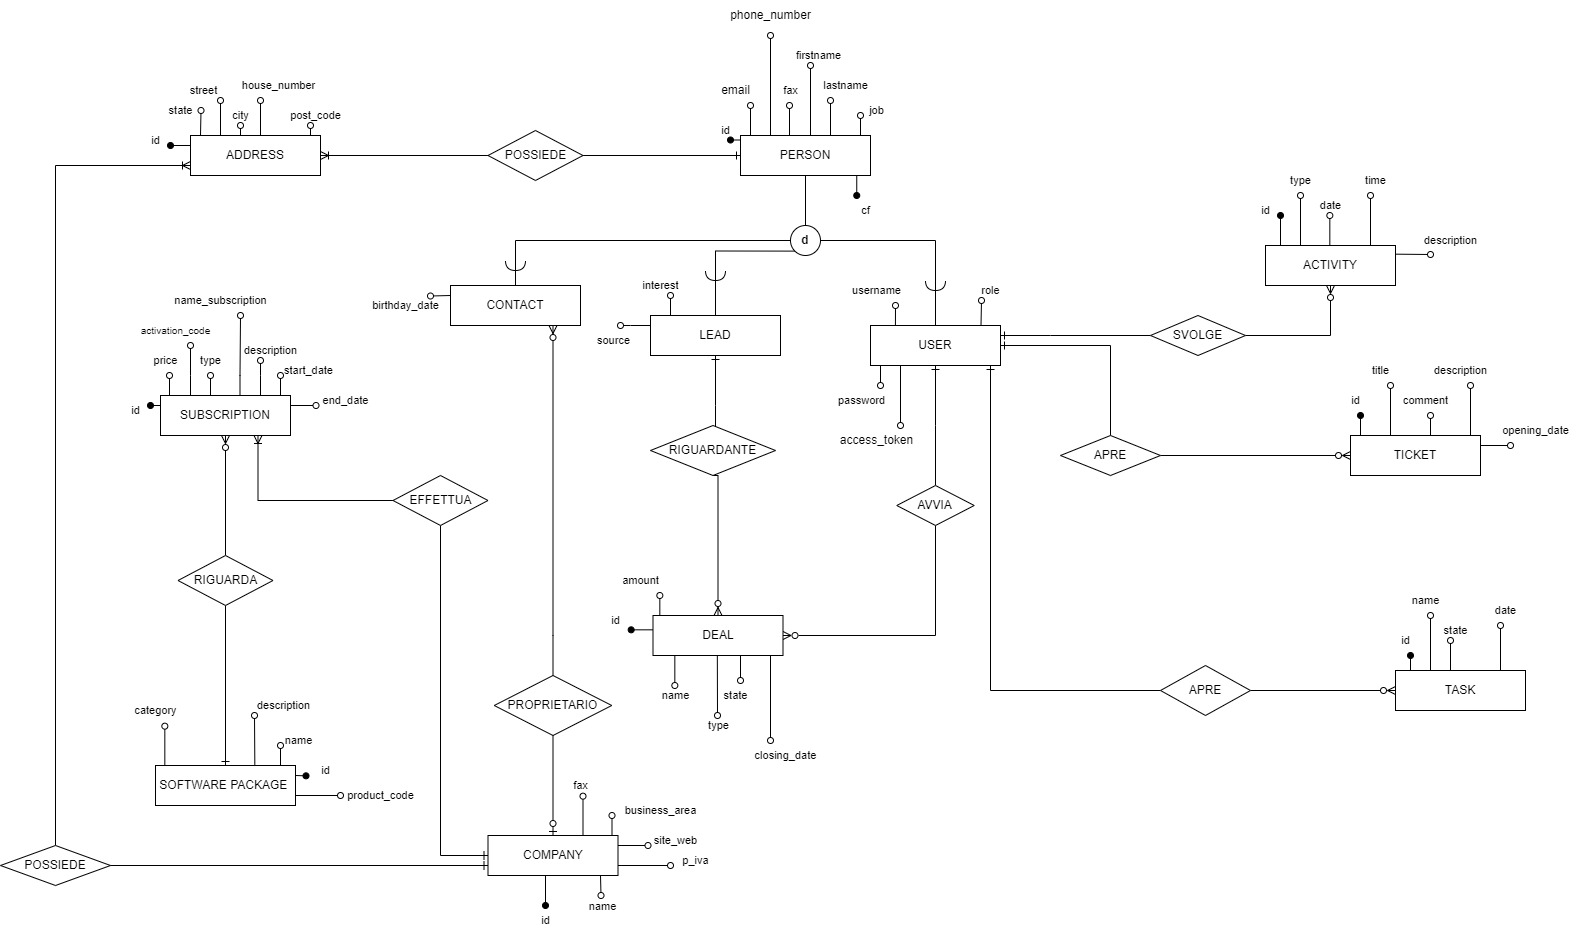 phone_number
firstname
email
fax
lastname
job
id
PERSON
cf
street
house_number
state
city
post_code
id
ADDRESS
POSSIEDE
d
CONTACT
birthday_date
interest
source
LEAD
username
role
USER
password
access_token
type
time
id
date
description
ACTIVITY
SVOLGE
title
description
id
comment
opening_date
TICKET
APRE
name_subscription
activation_code
description
price
type
start_date
id
end_date
SUBSCRIPTION
EFFETTUA
RIGUARDANTE
AVVIA
RIGUARDA
amount
id
DEAL
name
state
type
closing_date
name
date
state
id
TASK
APRE
PROPRIETARIO
category
description
name
id
SOFTWARE PACKAGE
product_code
fax
business_area
site_web
p_iva
COMPANY
name
id
POSSIEDE